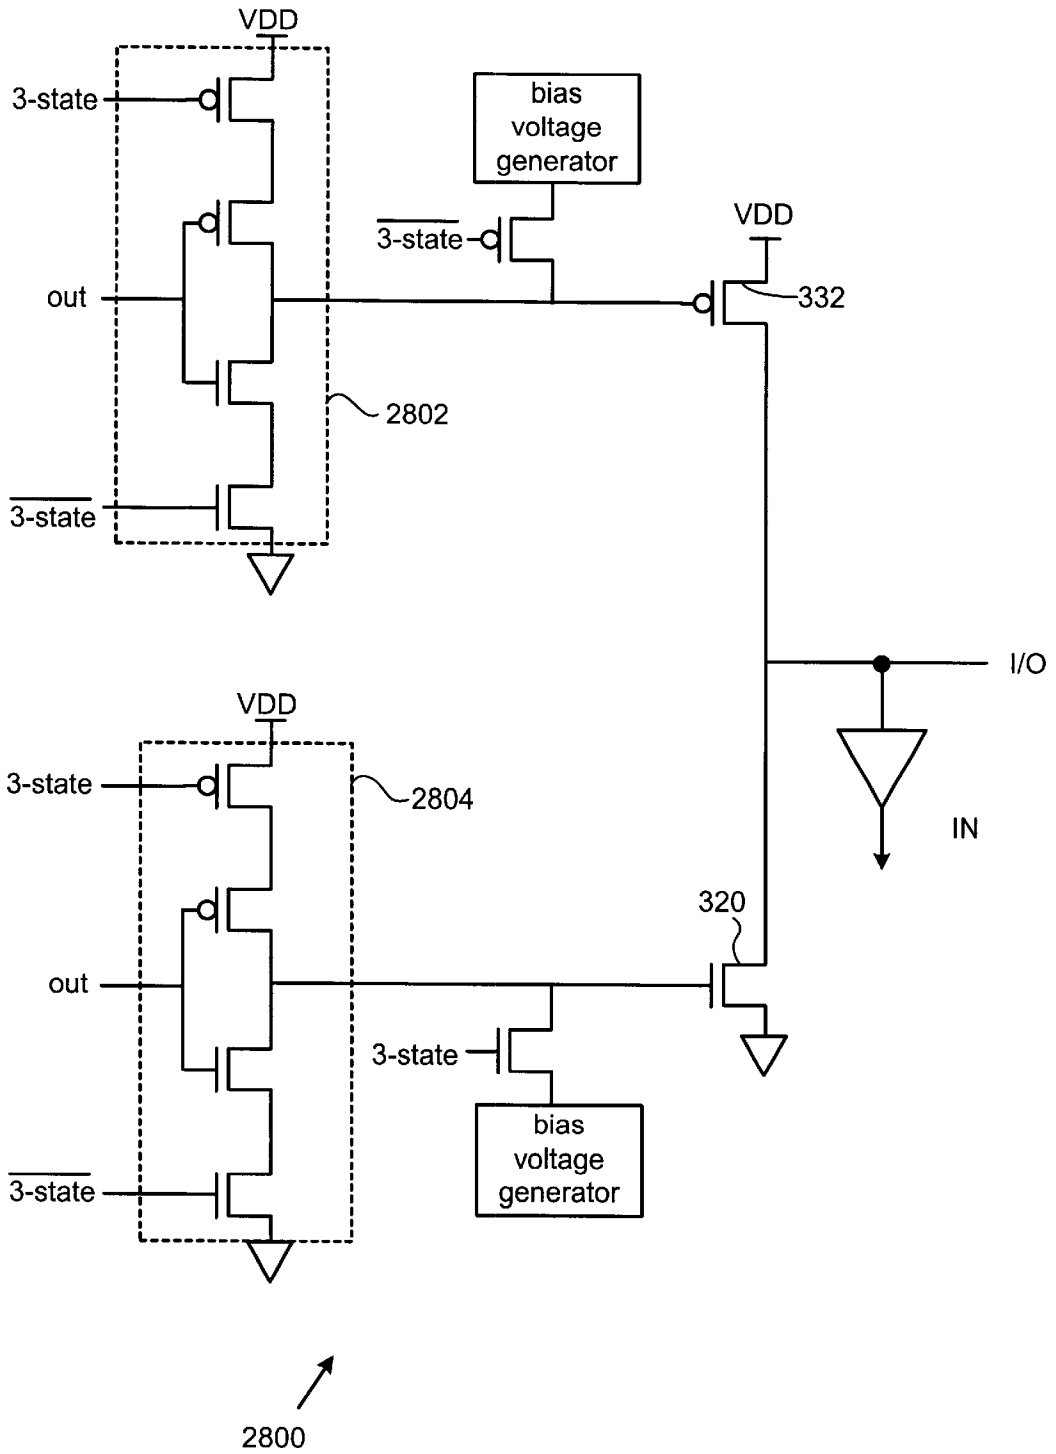 VDD
3-state
bias
voltage
generator
3-state
VDD
out
332
2802
3-state
I/O
VDD
3-state
2804
IN
320
out
3-state
bias
voltage
generator
3-state
2800